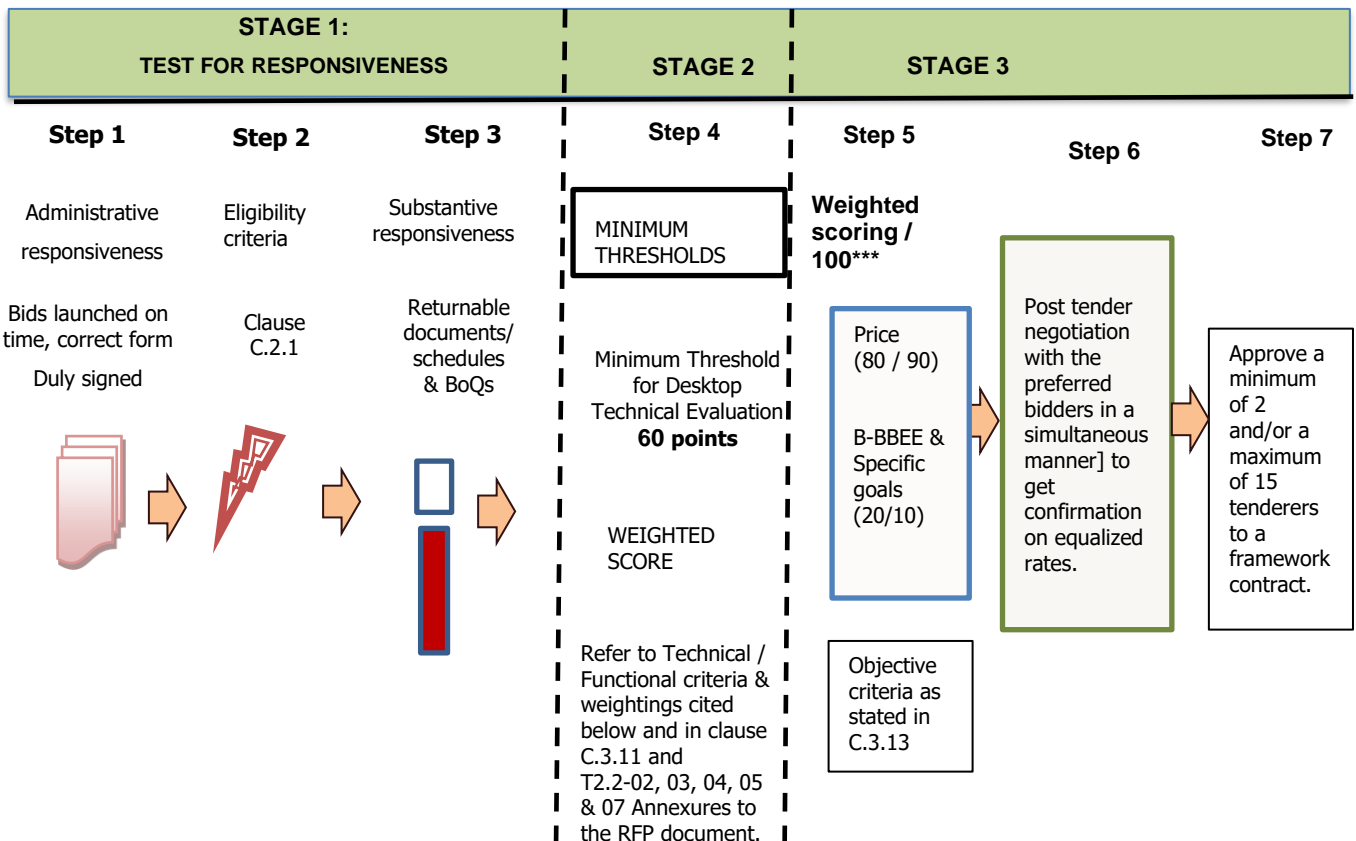 STAGE 1:
TEST FOR RESPONSIVENESS
STAGE 2
STAGE 3
Step 1
Step 2
Step 3
Step 4
Step 5
Step 6
Step 7
Administrative
responsiveness
Bids launched on
time, correct form
Duly signed
Eligibility
criteria
Clause
C.2.1
Substantive
responsiveness
Returnable
documents/
schedules
& BoQs
MINIMUM
THRESHOLDS
Minimum Threshold
for Desktop
Technical Evaluation
60 points
WEIGHTED
SCORE
Refer to Technical /
Functional criteria &
weightings cited
below and in clause
C.3.11 and
T2.2-02, 03, 04, 05
& 07 Annexures to
the RFP document.
Weighted
scoring /
100***
Price
(80 / 90)
B-BBEE &
Specific
goals
(20/10)
Objective
criteria as
stated in
C.3.13
Post tender
negotiation
with the
preferred
bidders in a
simultaneous
manner] to
get
confirmation
on equalized
rates.
Approve a
minimum
of 2
and/or a
maximum
of 15
tenderers
to a
framework
contract.